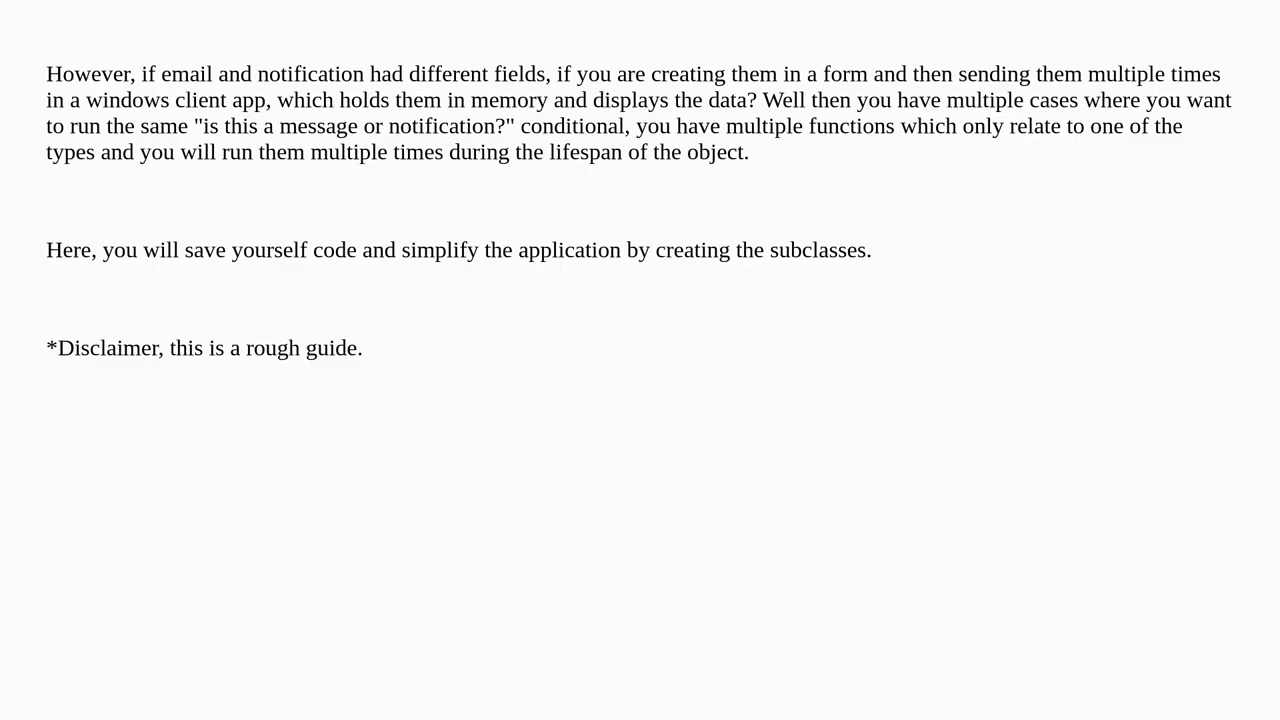 However, if email and notification had different fields, if you are creating them in a form and then sending them multiple times
in a windows client app, which holds them in memory and displays the data? Well then you have multiple cases where you want
to run the same "is this a message or notification?" conditional, you have multiple functions which only relate to one of the
types and you will run them multiple times during the lifespan of the object.
Here, you will save yourself code and simplify the application by creating the subclasses.
*Disclaimer, this is a rough guide.